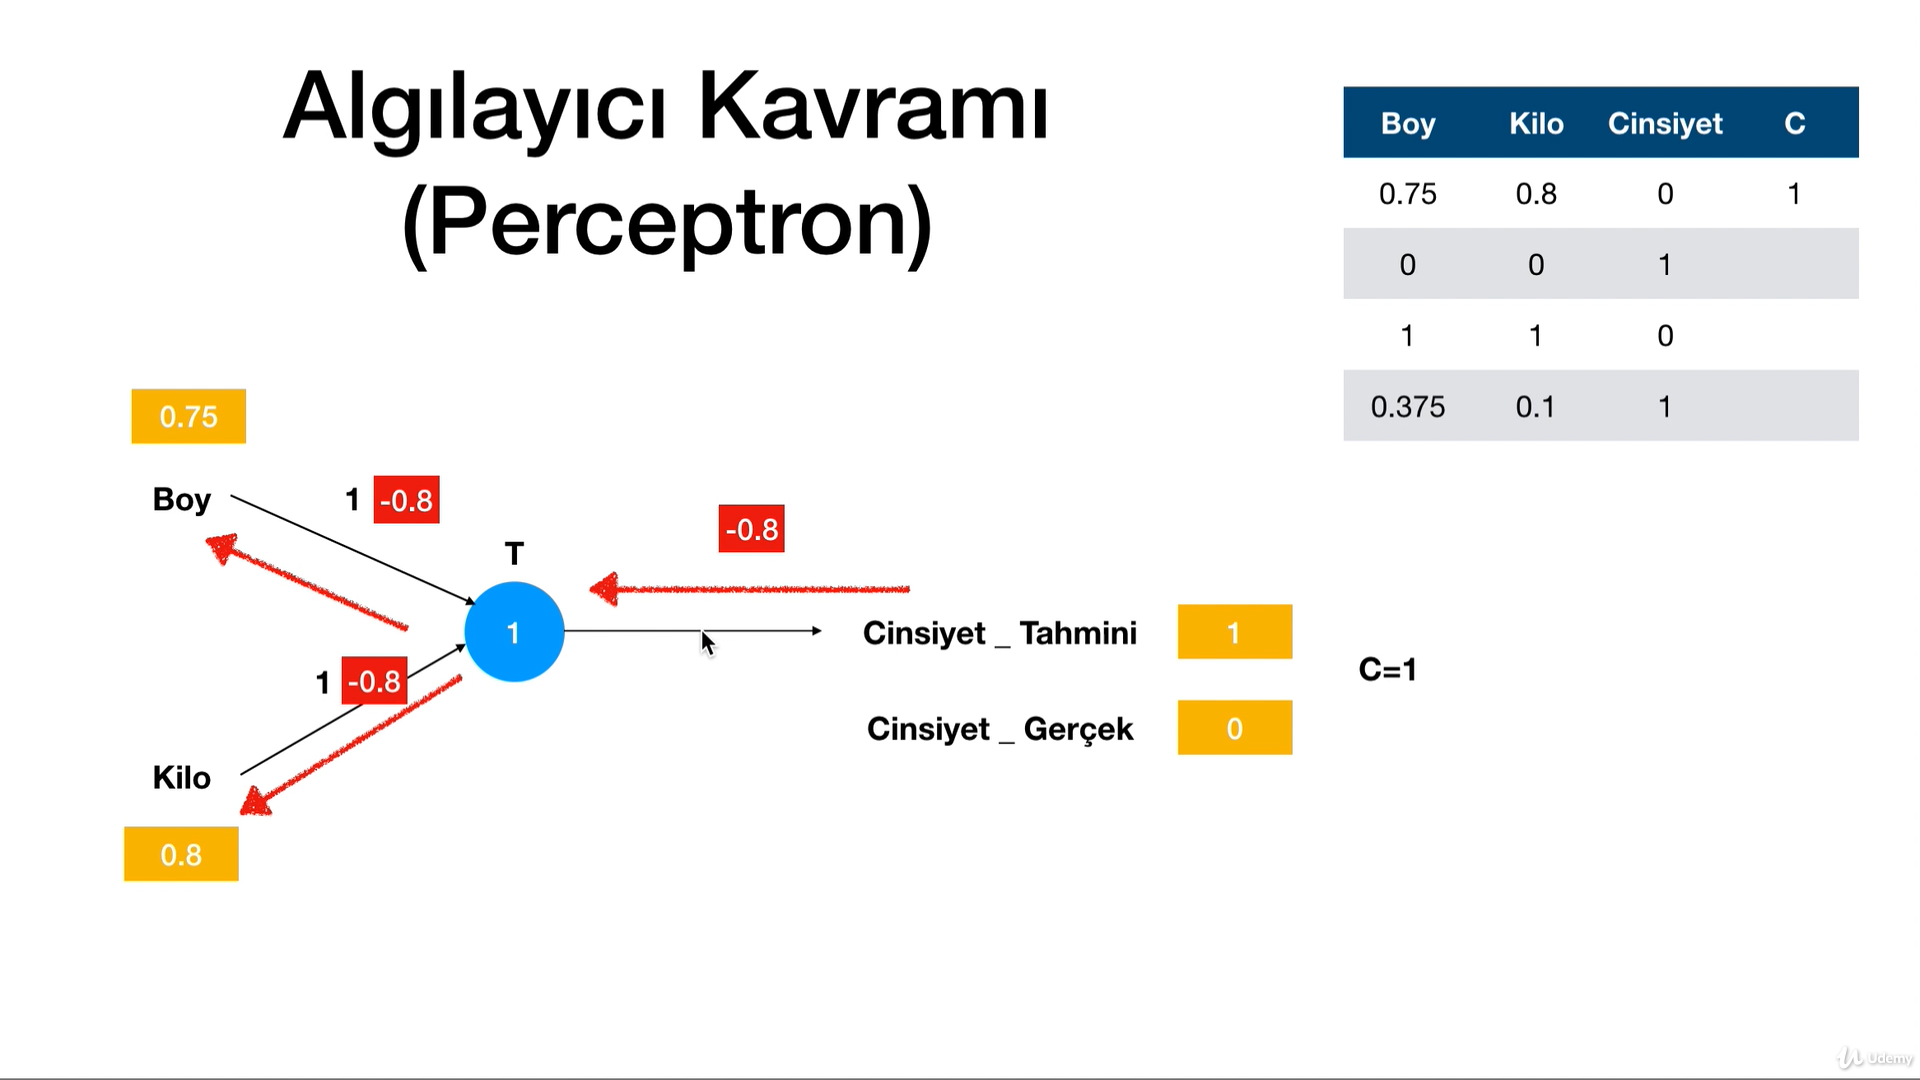 Algılayıcı Kavramı
(Perceptron)
Boy Kilo Cinsiyet C
0.75 0.8 0 1
0 0 1
1 1 0
0.375 0.1 1
0.75
Boy
1 -0.8
T
-0.8
1
Cinsiyet _ Tahmini 1
C=1
1 -0.8
Cinsiyet _ Gerçek 0
Kilo
0.8
Udemy